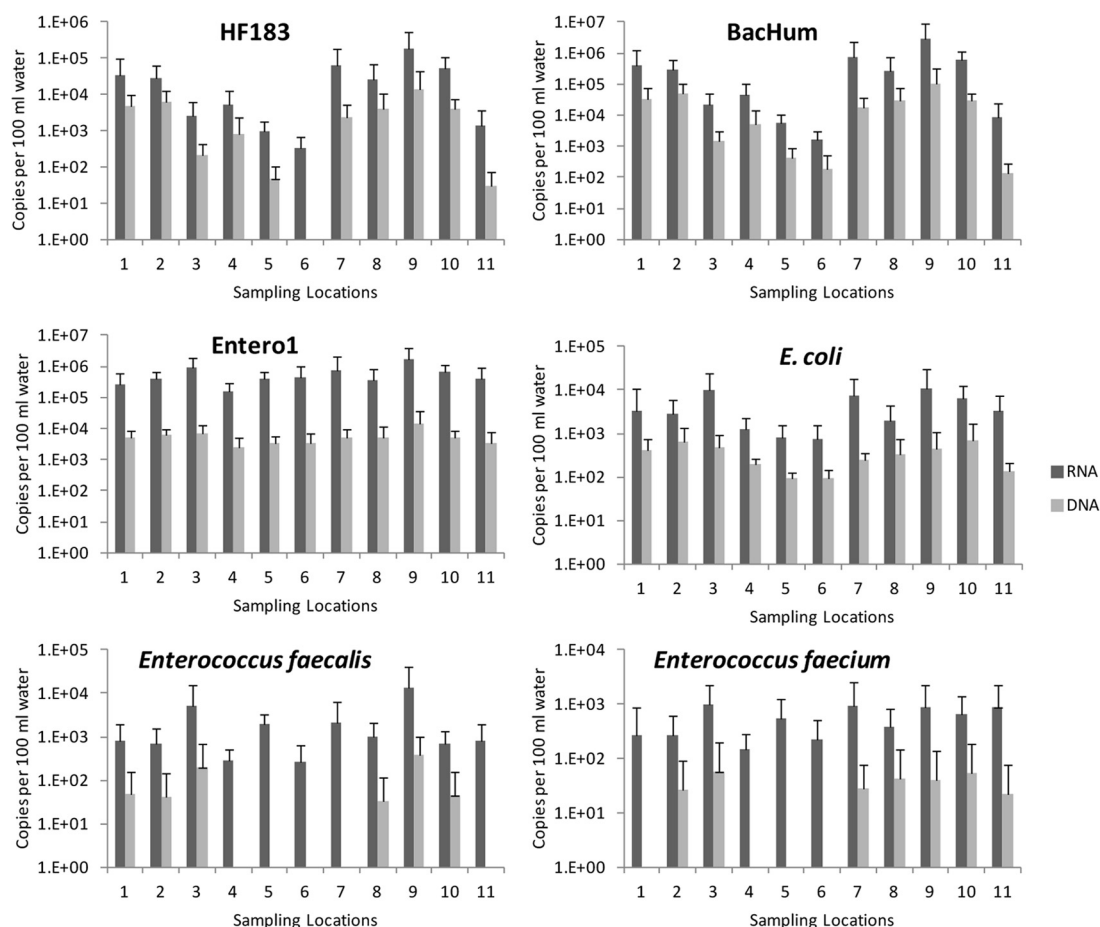 HF183
Copies per 100 ml water
1.E+06
1.E+05
1.E+04
1.E+03
1.E+02
1.E+01
1.E+00
1 2 3 4 5 6 7 8 9 10 11
Sampling Locations
BacHum
Copies per 100 ml water
1.E+07
1.E+06
1.E+05
1.E+04
1.E+03
1.E+02
1.E+01
1.E+00
1 2 3 4 5 6 7 8 9 10 11
Sampling Locations
Entero1
Copies per 100 ml water
1.E+07
1.E+06
1.E+05
1.E+04
1.E+03
1.E+02
1.E+01
1.E+00
1 2 3 4 5 6 7 8 9 10 11
Sampling Locations
E. coli
Copies per 100 ml water
1.E+05
1.E+04
1.E+03
1.E+02
1.E+01
1.E+00
1 2 3 4 5 6 7 8 9 10 11
Sampling Locations
RNA
DNA
Enterococcus faecalis
Copies per 100 ml water
1.E+05
1.E+04
1.E+03
1.E+02
1.E+01
1.E+00
1 2 3 4 5 6 7 8 9 10 11
Sampling Locations
Enterococcus faecium
Copies per 100 ml water
1.E+04
1.E+03
1.E+02
1.E+01
1.E+00
1 2 3 4 5 6 7 8 9 10 11
Sampling Locations